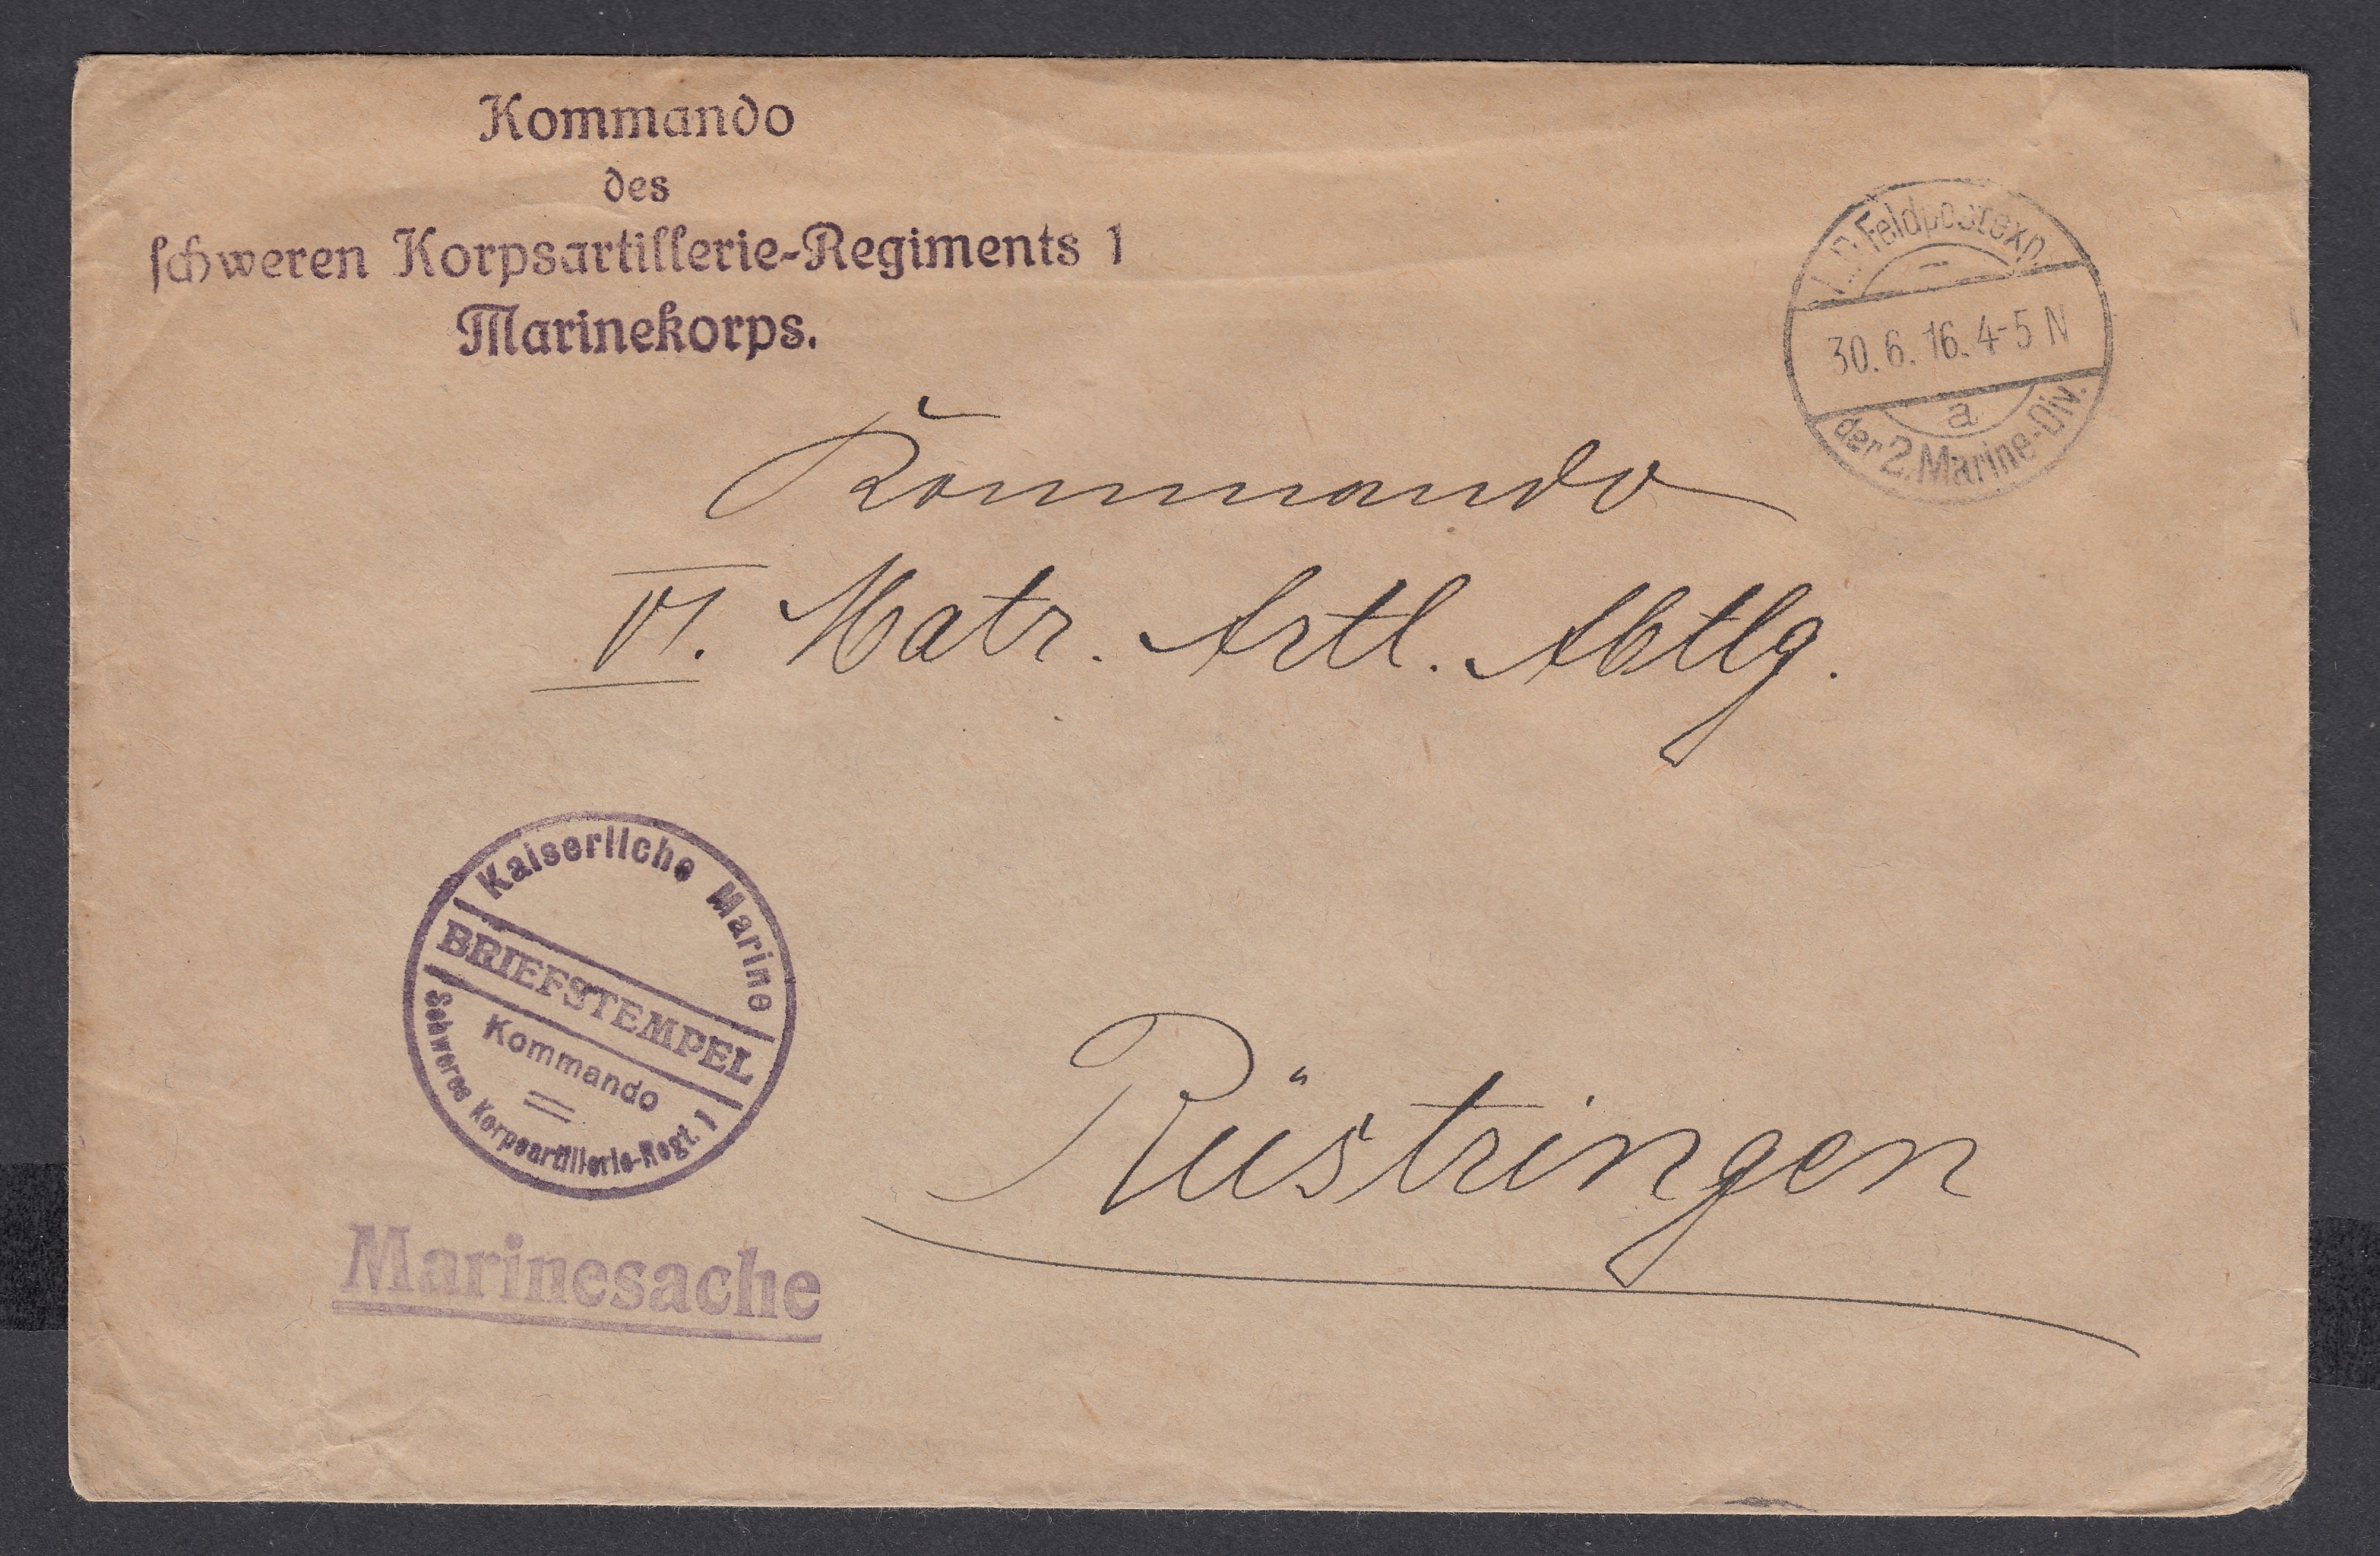 Kommando
des
schweren Korpsartillerie-Regiments 1
Marinekorps.
Feldpostexp.
30.6.16. 4-5 N
a
der 2. Marine-Div.
Kommando
VI. Matr. Artl. Abtlg.
Kaiserliche Marine
BRIEFSTEMPEL
Kommando
Schweres Korpsartillerie-Regt. 1
Marinesache
Rüstringen